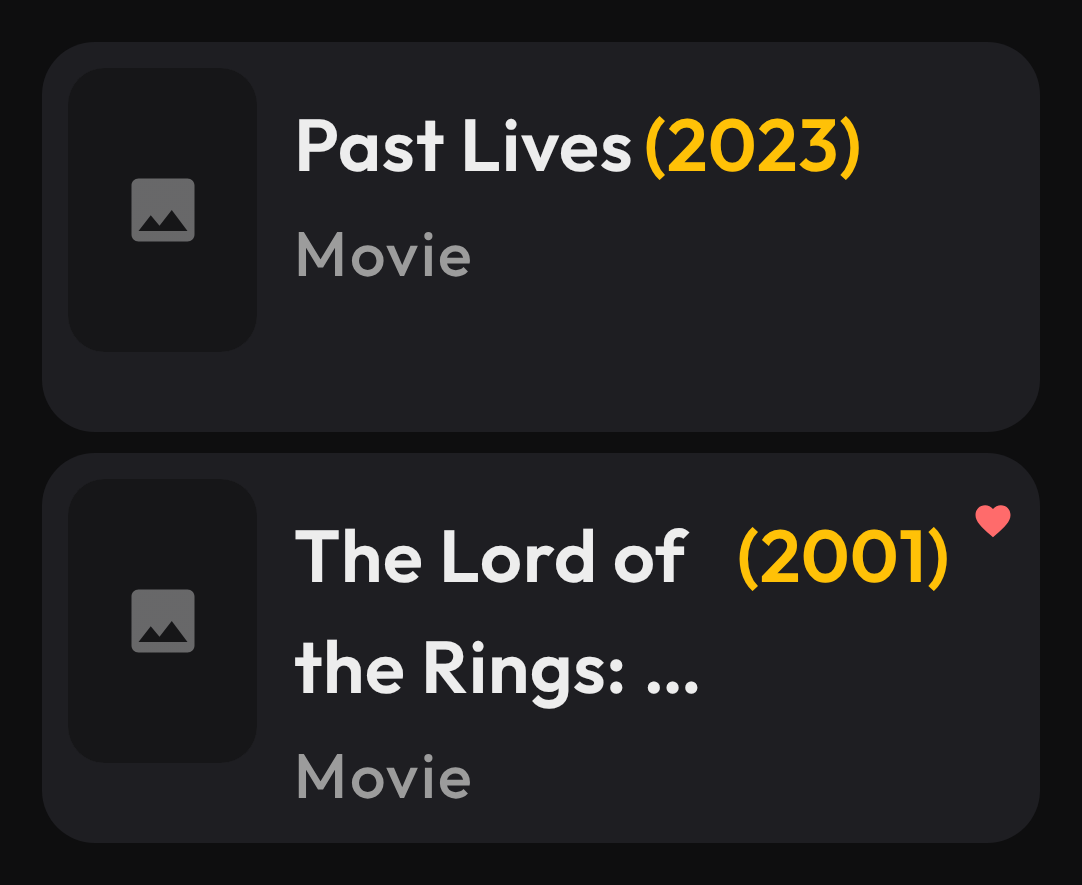 Past Lives (2023)
Movie
The Lord of (2001)
the Rings: ...
Movie